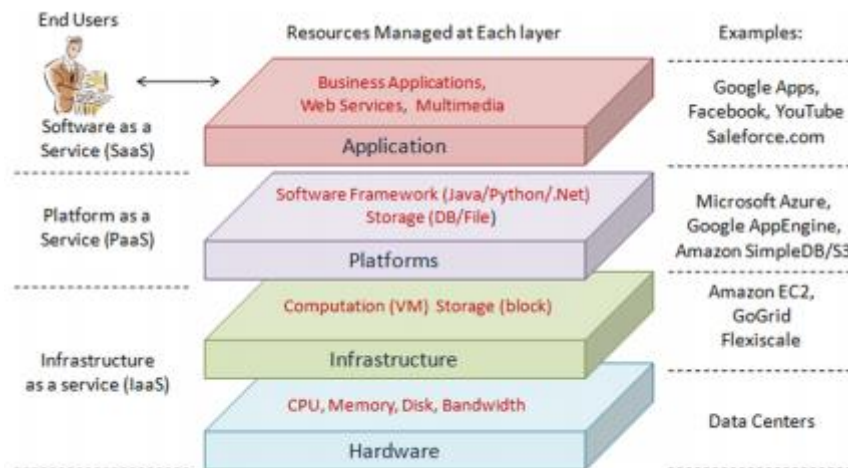 End Users
Resources Managed at Each layer
Examples:
Business Applications,
Web Services, Multimedia
Application
Software as a
Service (SaaS)
Google Apps,
Facebook, YouTube
Saleforce.com
Software Framework (Java/Python/.Net)
Storage (DB/File)
Platforms
Platform as a
Service (PaaS)
Microsoft Azure,
Google AppEngine,
Amazon SimpleDB/S3
Computation (VM) Storage (block)
Infrastructure
Amazon EC2,
GoGrid
Flexiscale
Infrastructure
as a service (IaaS)
CPU, Memory, Disk, Bandwidth
Hardware
Data Centers